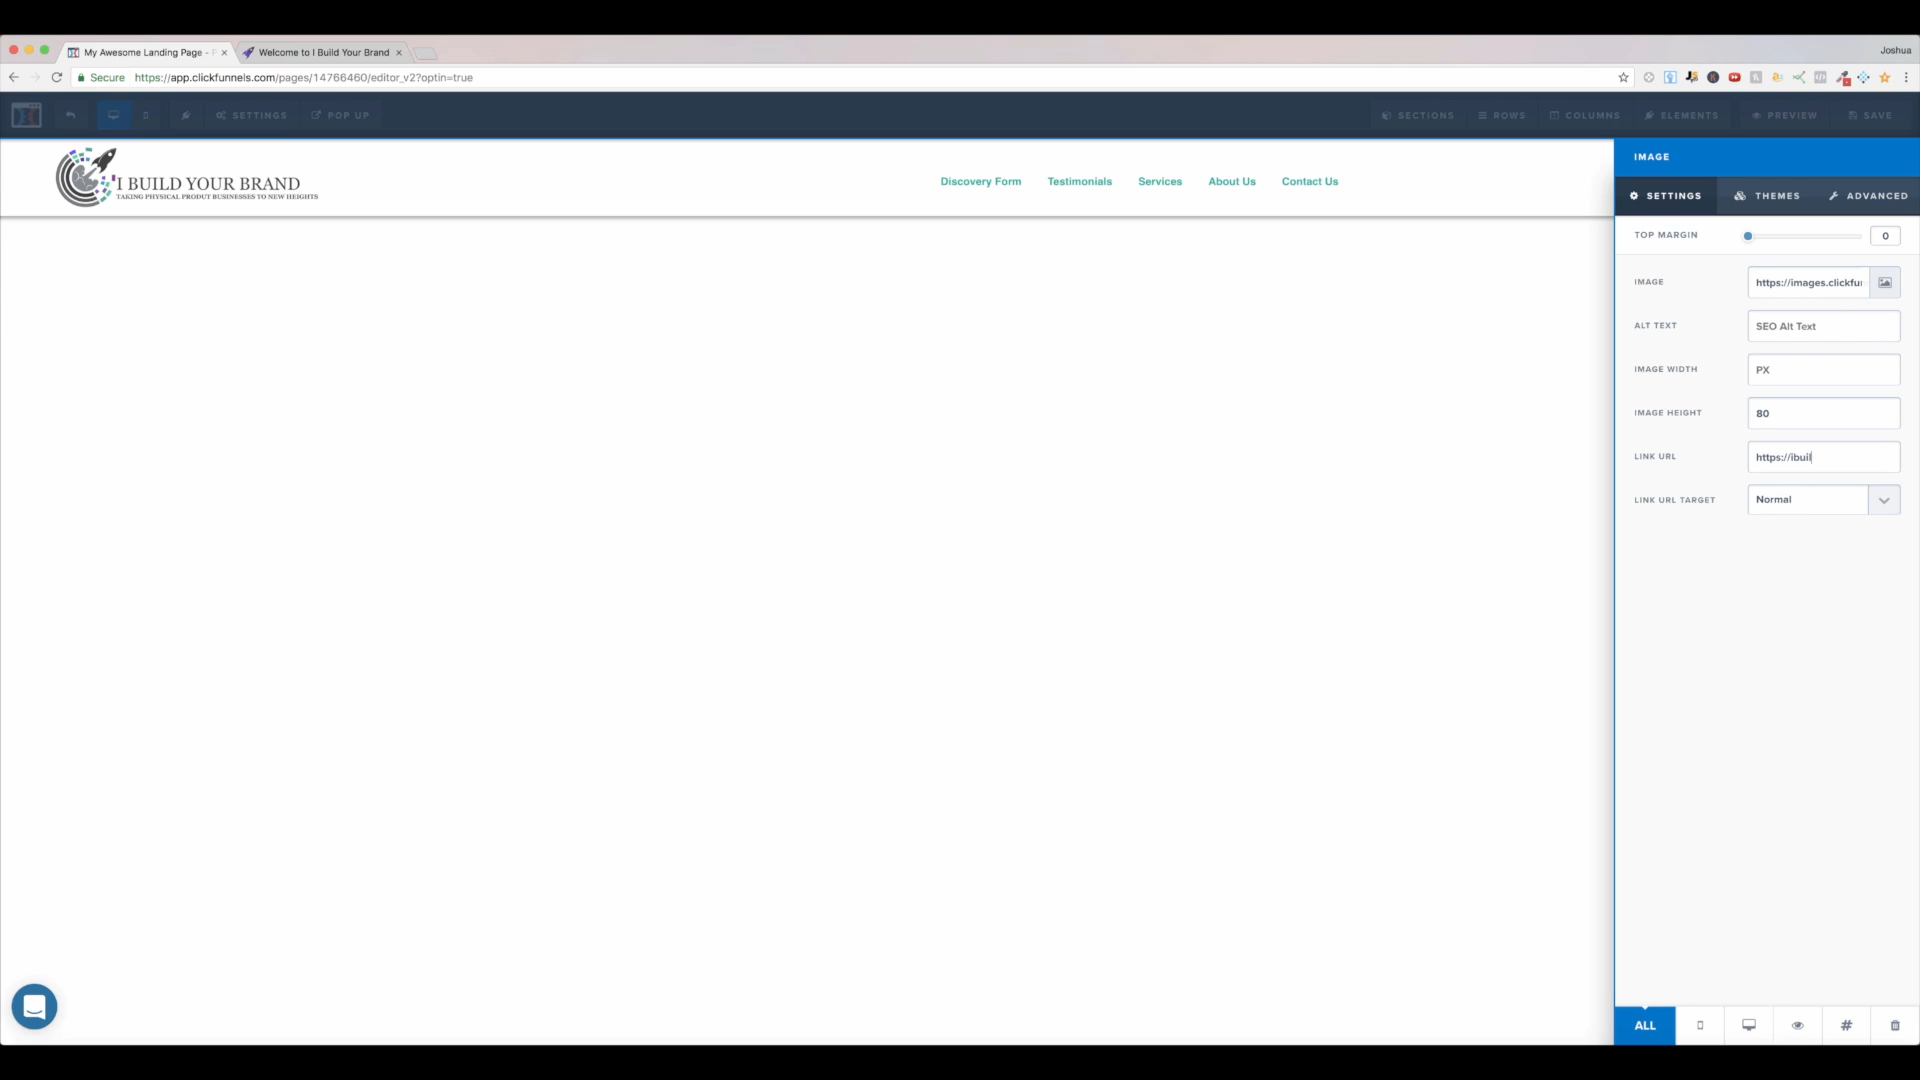 My Awesome Landing Page -
Welcome to I Build Your Brand
Joshua
Secure https://app.clickfunnels.com/pages/14766460/editor_v2?optin=true
SETTINGS POP UP SECTIONS ROWS COLUMNS ELEMENTS PREVIEW SAVE
I BUILD YOUR BRAND
TAKING PHYSICAL PRODUT BUSINESSES TO NEW HEIGHTS
Discovery Form Testimonials Services About Us Contact Us
IMAGE
SETTINGS THEMES ADVANCED
TOP MARGIN 0
IMAGE https://images.clickfu
ALT TEXT SEO Alt Text
IMAGE WIDTH PX
IMAGE HEIGHT 80
LINK URL https://ibuil
LINK URL TARGET Normal
ALL #